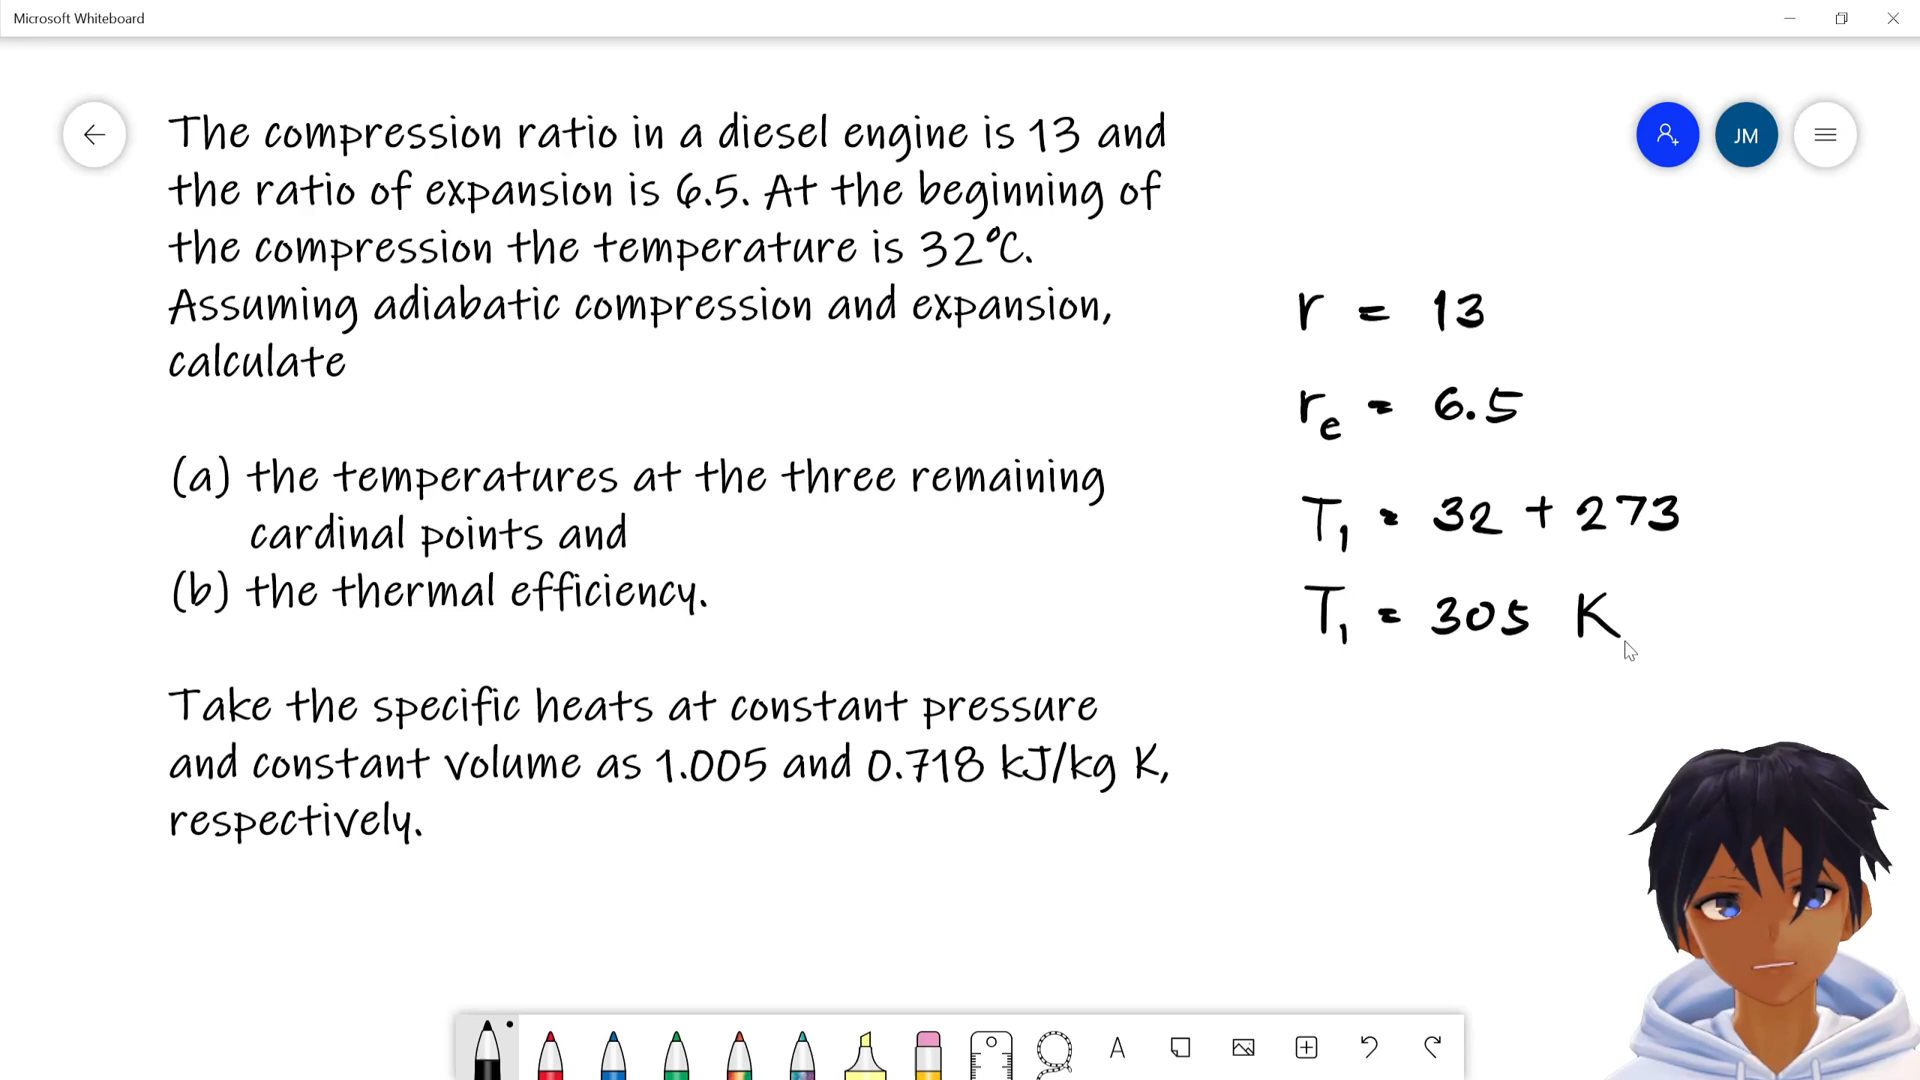 Microsoft Whiteboard
The compression ratio in a diesel engine is 13 and
the ratio of expansion is 6.5. At the beginning of
the compression the temperature is 32°C.
Assuming adiabatic compression and expansion,
calculate
(a) the temperatures at the three remaining
cardinal points and
(b) the thermal efficiency.
Take the specific heats at constant pressure
and constant volume as 1.005 and 0.718 kJ/kg K,
respectively.
JM
r = 13
rₑ = 6.5
T₁ = 32 + 273
T₁ = 305 K
A